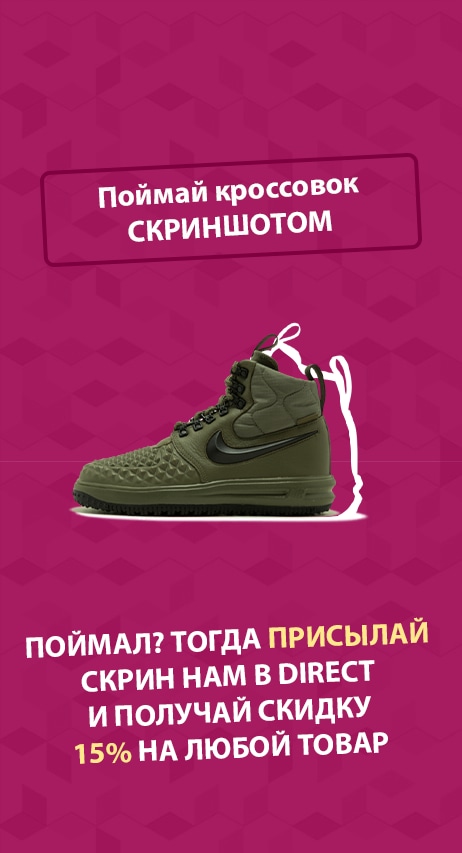 Поймай кроссовок
СКРИНШОТОМ
ПОЙМАЛ? ТОГДА ПРИСЫЛАЙ
СКРИН НАМ В DIRECT
И ПОЛУЧАЙ СКИДКУ
15% НА ЛЮБОЙ ТОВАР